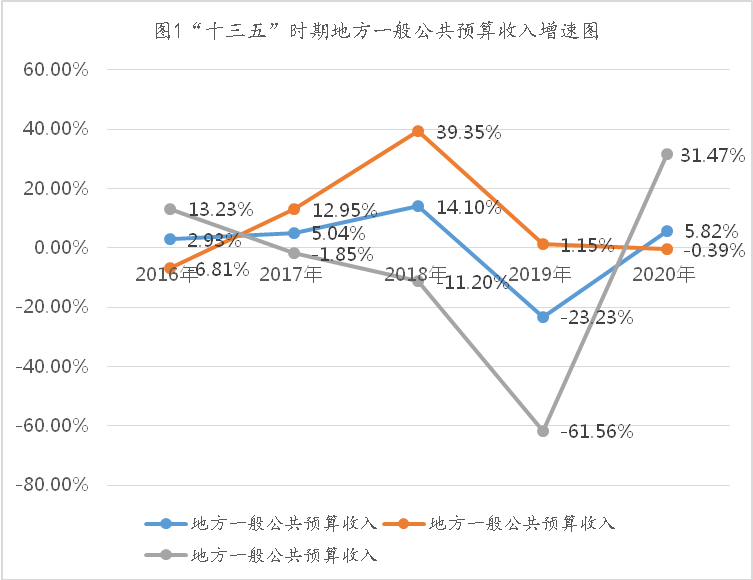 图1“十三五”时期地方一般公共预算收入增速图
60.00%
40.00%
39.35%
31.47%
20.00%
13.23%
12.95%
14.10%
2.93%
5.04%
5.82%
0.00%
-1.85%
1.15%
-0.39%
-6.81%
2016年
2017年
2018年
2019年
2020年
-11.20%
-20.00%
-23.23%
-40.00%
-60.00%
-61.56%
-80.00%
地方一般公共预算收入
地方一般公共预算收入
地方一般公共预算收入